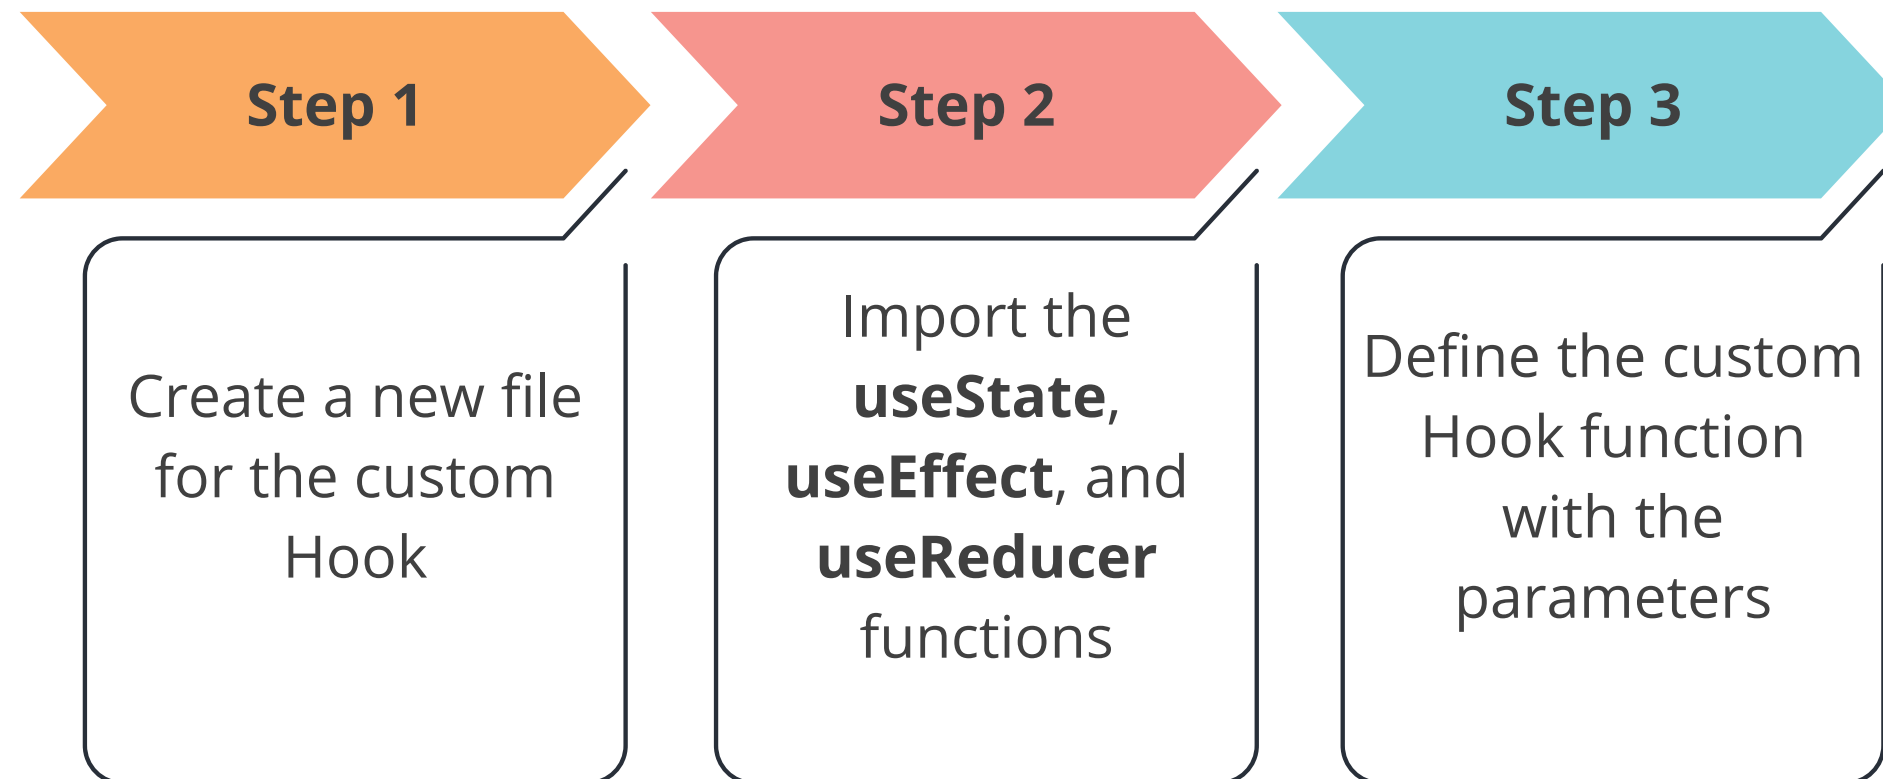 Step 1
Create a new file
for the custom
Hook
Step 2
Import the
useState,
useEffect, and
useReducer
functions
Step 3
Define the custom
Hook function
with the
parameters